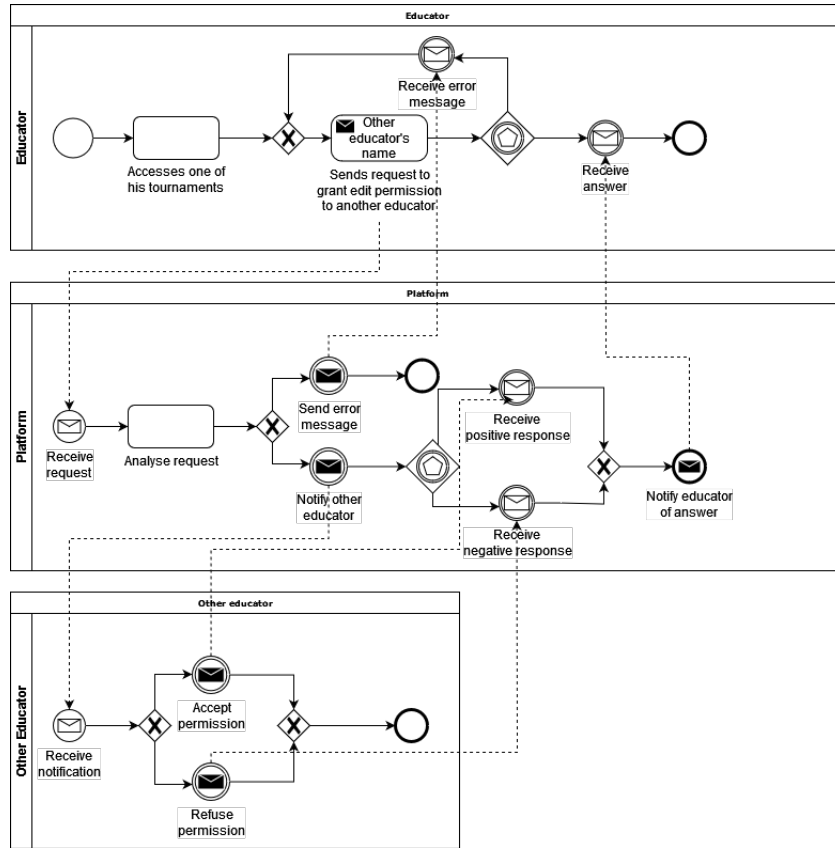 Educator
Educator
Receive error
message
Other
educator's
name
Accesses one of
his tournaments
Sends request to
grant edit permission
to another educator
Receive
answer
Platform
Platform
Receive
request
Analyse request
Send error
message
Notify other
educator
Receive
positive response
Receive
negative response
Notify educator
of answer
Other educator
Other Educator
Receive
notification
Accept
permission
Refuse
permission